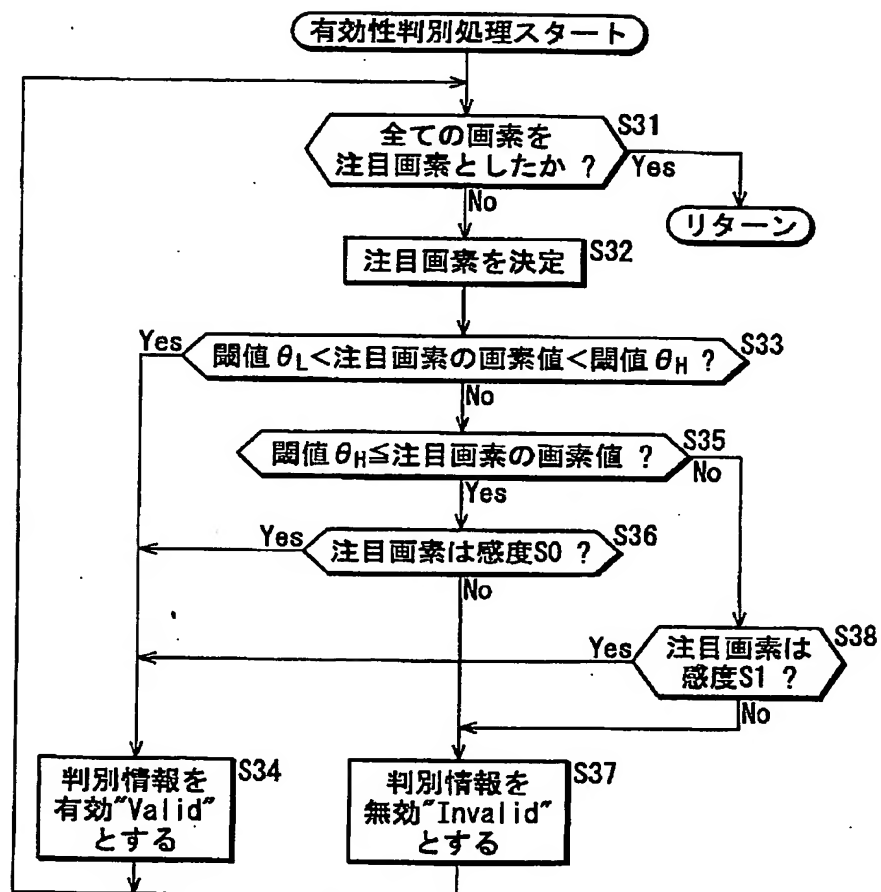 有効性判別処理スタート
全ての画素を
注目画素としたか ?
S31
Yes
No
リターン
注目画素を決定
S32
Yes
閾値θL<注目画素の画素値<閾値θH ?
S33
No
閾値θH≦注目画素の画素値 ?
S35
No
Yes
Yes
注目画素は感度S0 ?
S36
No
Yes
注目画素は
感度S1 ?
S38
No
判別情報を
有効"Valid"
とする
S34
判別情報を
無効"Invalid"
とする
S37